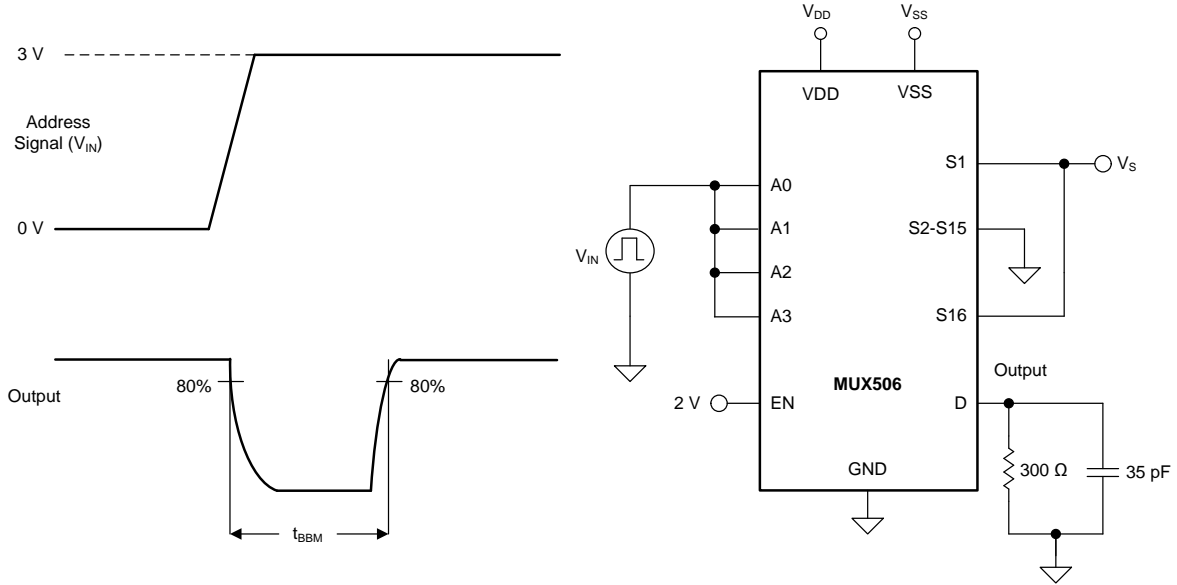 3 V
Address
Signal (VIN)
0 V
80%
80%
Output
tBBM
VDD
VSS
VDD
VSS
S1
VS
A0
A1
S2-S15
VIN
A2
A3
S16
MUX506
Output
2 V
EN
D
GND
300 Ω
35 pF